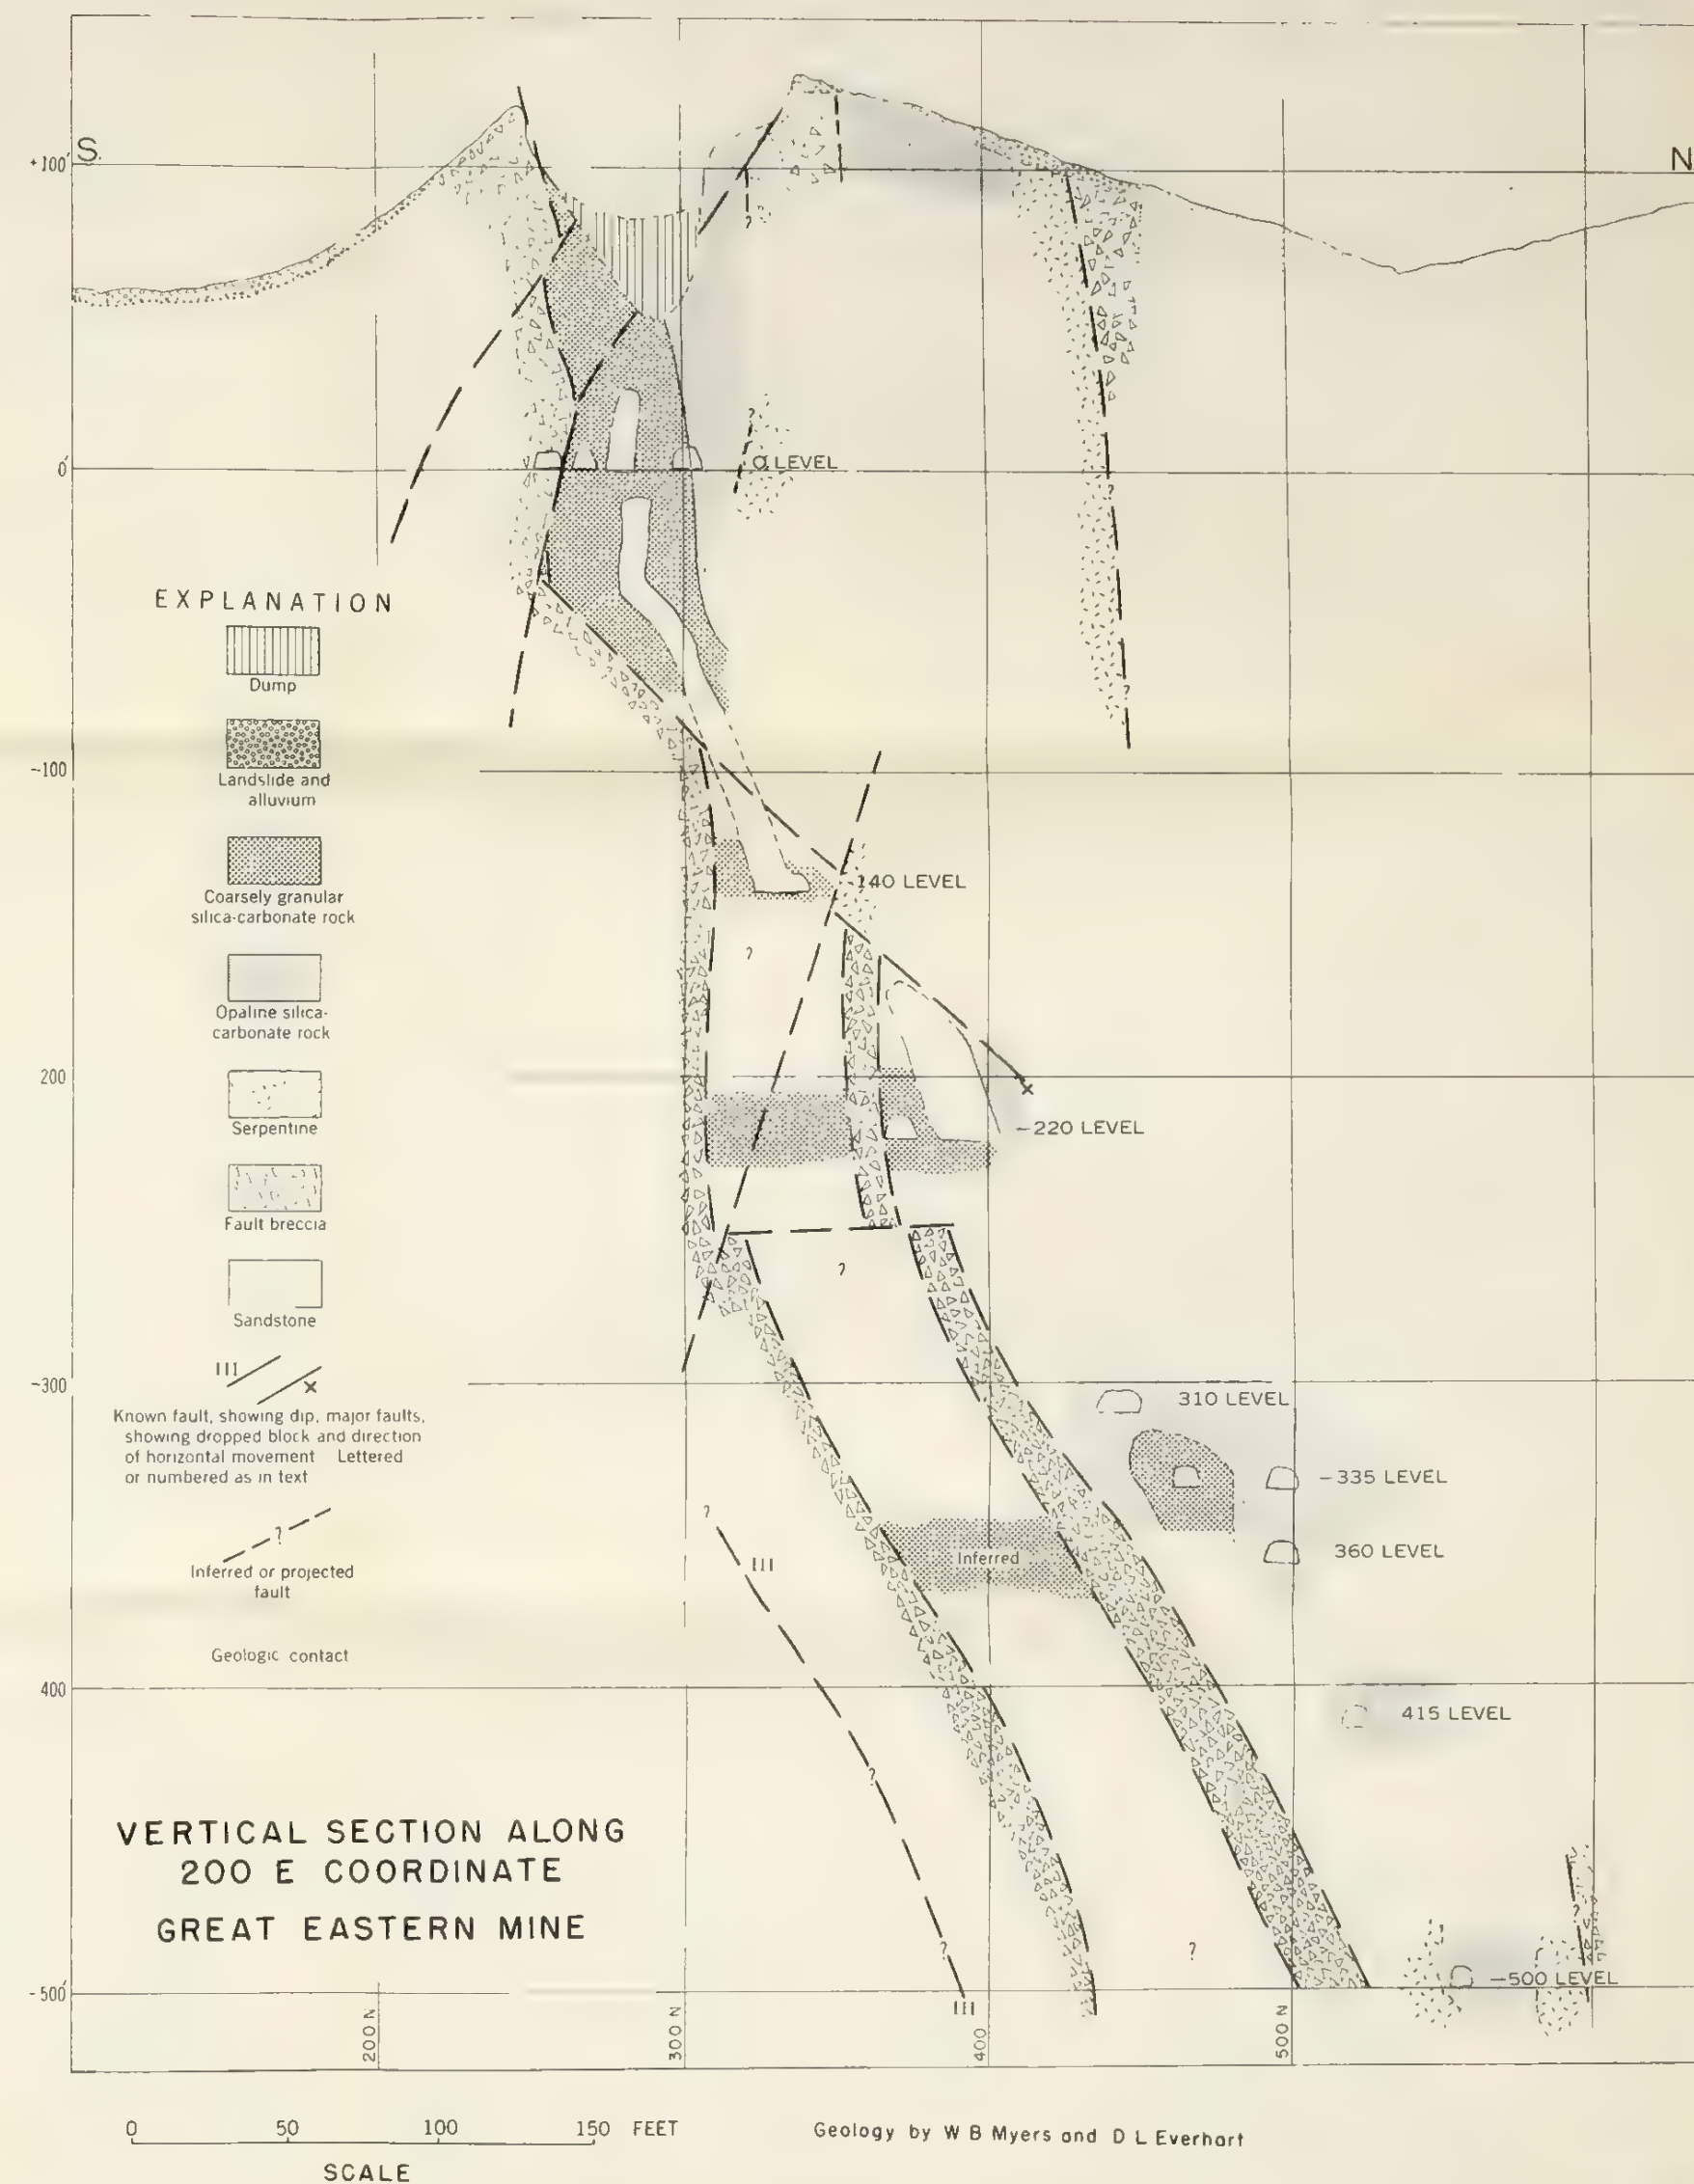 S.
N
+100'
0'
O LEVEL
EXPLANATION
Dump
Landslide and
alluvium
Coarsely granular
silica-carbonate rock
Opaline silica-
carbonate rock
Serpentine
Fault breccia
Sandstone
III
Known fault, showing dip, major faults,
showing dropped block and direction
of horizontal movement Lettered
or numbered as in text
?
Inferred or projected
fault
Geologic contact
-100
-140 LEVEL
200
-220 LEVEL
-300
310 LEVEL
-335 LEVEL
360 LEVEL
Inferred
III
400
415 LEVEL
-500 LEVEL
-500'
III
?
?
?
?
?
?
?
?
?
?
?
VERTICAL SECTION ALONG
200 E COORDINATE
GREAT EASTERN MINE
200 N
300 N
400
500 N
0 50 100 150 FEET
SCALE
Geology by W B Myers and D L Everhart